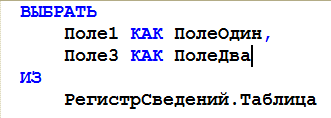 ВЫБРАТЬ
Поле1 КАК ПолеОдин,
Поле3 КАК ПолеДва
ИЗ
РегистрСведений.Таблица